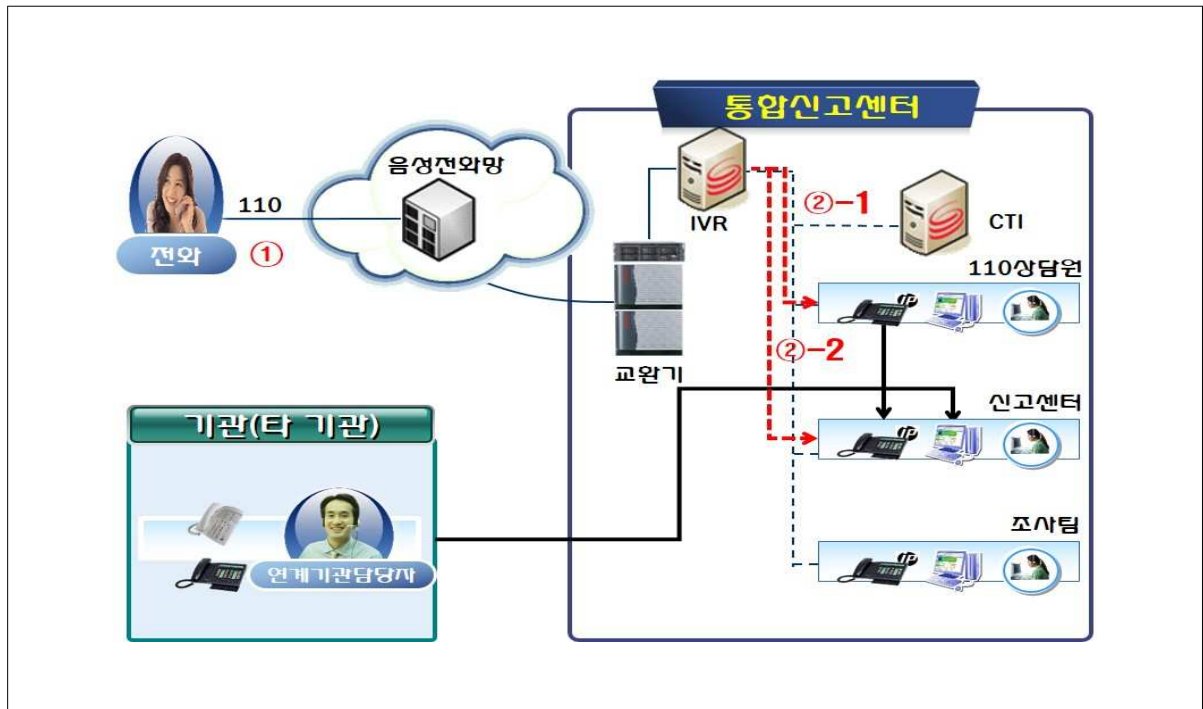 통합신고센터
음성전화망
110
전화
①
IVR
②-1
CTI
110상담원
교환기
②-2
신고센터
기관(타 기관)
연계기관담당자
조사팀